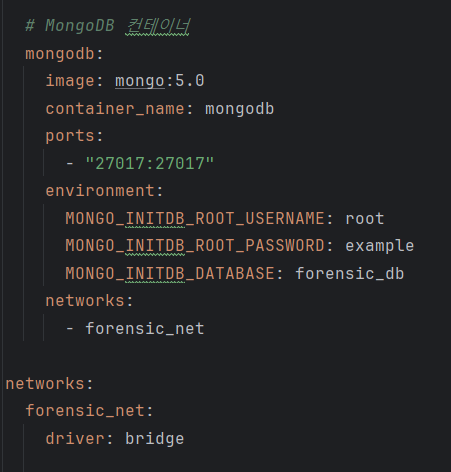 # MongoDB 컨테이너
mongodb:
image: mongo:5.0
container_name: mongodb
ports:
- "27017:27017"
environment:
MONGO_INITDB_ROOT_USERNAME: root
MONGO_INITDB_ROOT_PASSWORD: example
MONGO_INITDB_DATABASE: forensic_db
networks:
- forensic_net
networks:
forensic_net:
driver: bridge